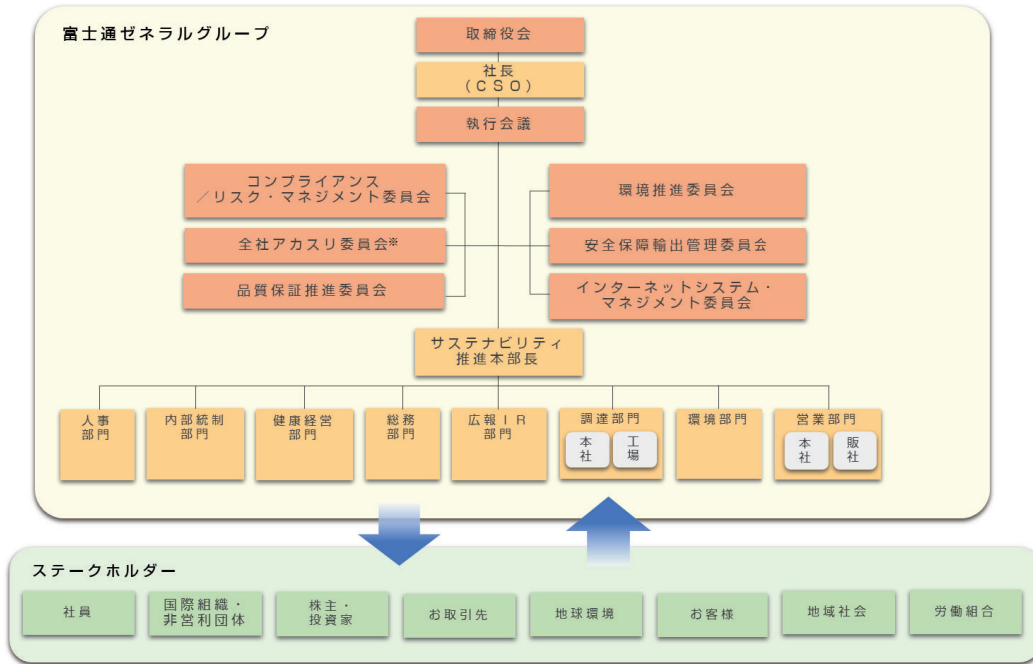 富士通ゼネラルグループ
取締役会
社長
(CSO)
執行会議
コンプライアンス
／リスク・マネジメント委員会
環境推進委員会
全社アカスリ委員会※
安全保障輸出管理委員会
品質保証推進委員会
インターネットシステム・
マネジメント委員会
サステナビリティ
推進本部長
人事
部門
内部統制
部門
健康経営
部門
総務
部門
広報IR
部門
調達部門
本
社
工
場
環境部門
営業部門
本
社
販
社
ステークホルダー
社員
国際組織・
非営利団体
株主・
投資家
お取引先
地球環境
お客様
地域社会
労働組合